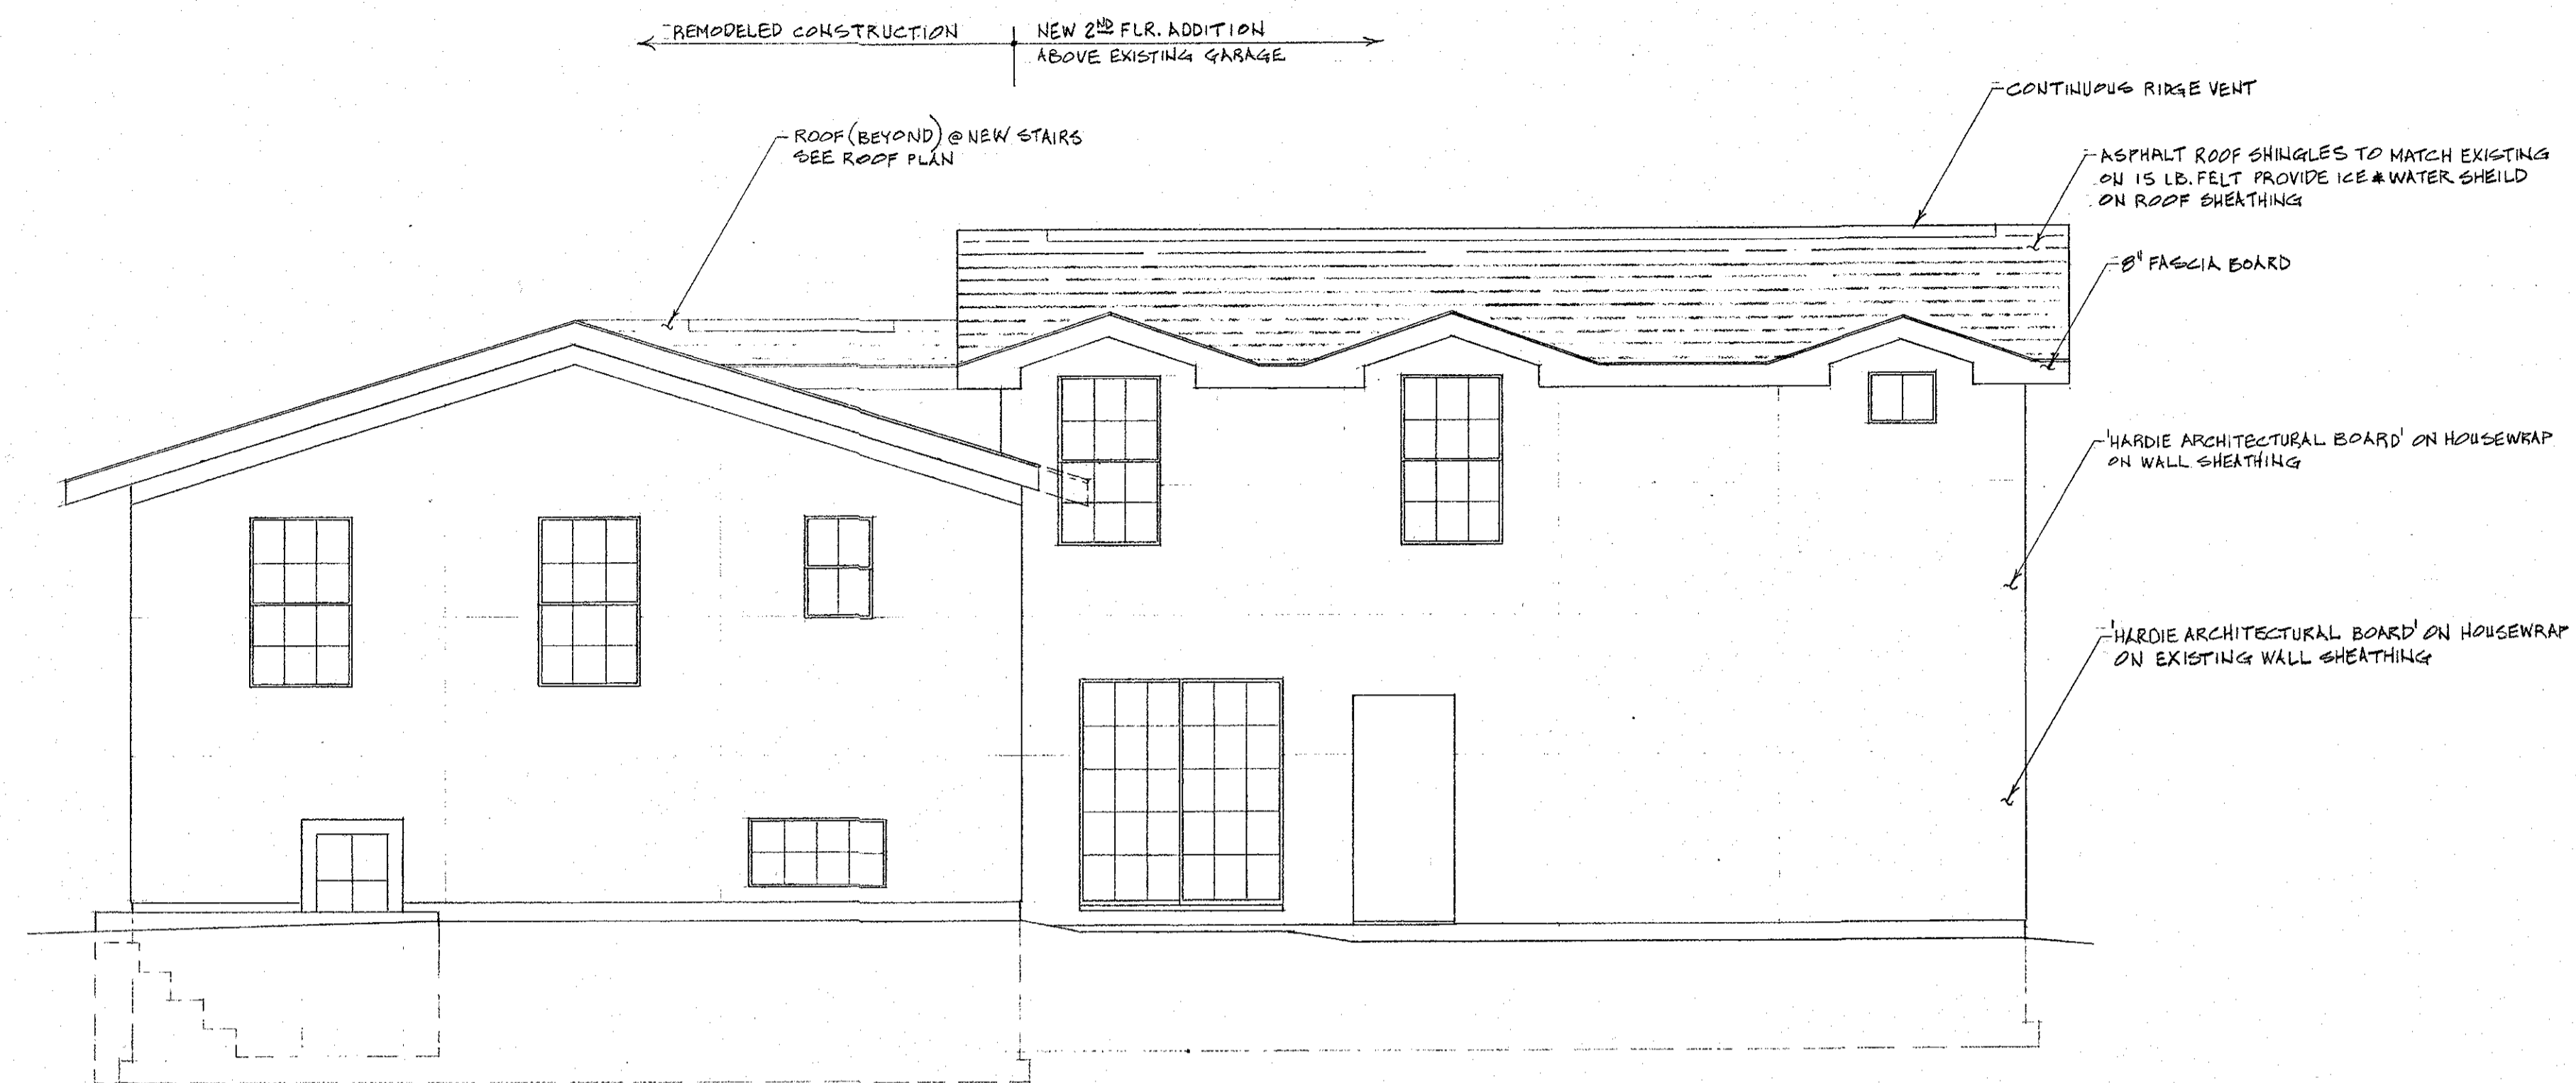 REMODELED CONSTRUCTION
NEW 2ND FLR. ADDITION
ABOVE EXISTING GARAGE
CONTINUOUS RIDGE VENT
ROOF (BEYOND) @ NEW STAIRS
SEE ROOF PLAN
ASPHALT ROOF SHINGLES TO MATCH EXISTING
ON 15 LB. FELT PROVIDE ICE & WATER SHEILD
ON ROOF SHEATHING
8" FASCIA BOARD
'HARDIE ARCHITECTURAL BOARD' ON HOUSEWRAP
ON WALL SHEATHING
'HARDIE ARCHITECTURAL BOARD' ON HOUSEWRAP
ON EXISTING WALL SHEATHING